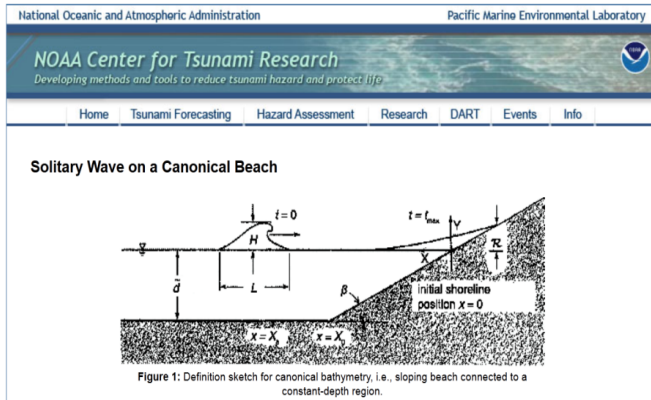 National Oceanic and Atmospheric Administration
Pacific Marine Environmental Laboratory
NOAA Center for Tsunami Research
Developing methods and tools to reduce tsunami hazard and protect life
NOAA
Home Tsunami Forecasting Hazard Assessment Research DART Events Info
Solitary Wave on a Canonical Beach
t=0
t=tmax
Y
H
R
X
d
L
β
initial shoreline
position x=0
Figure 1: Definition sketch for canonical bathymetry, i.e., sloping beach connected to a
constant-depth region.